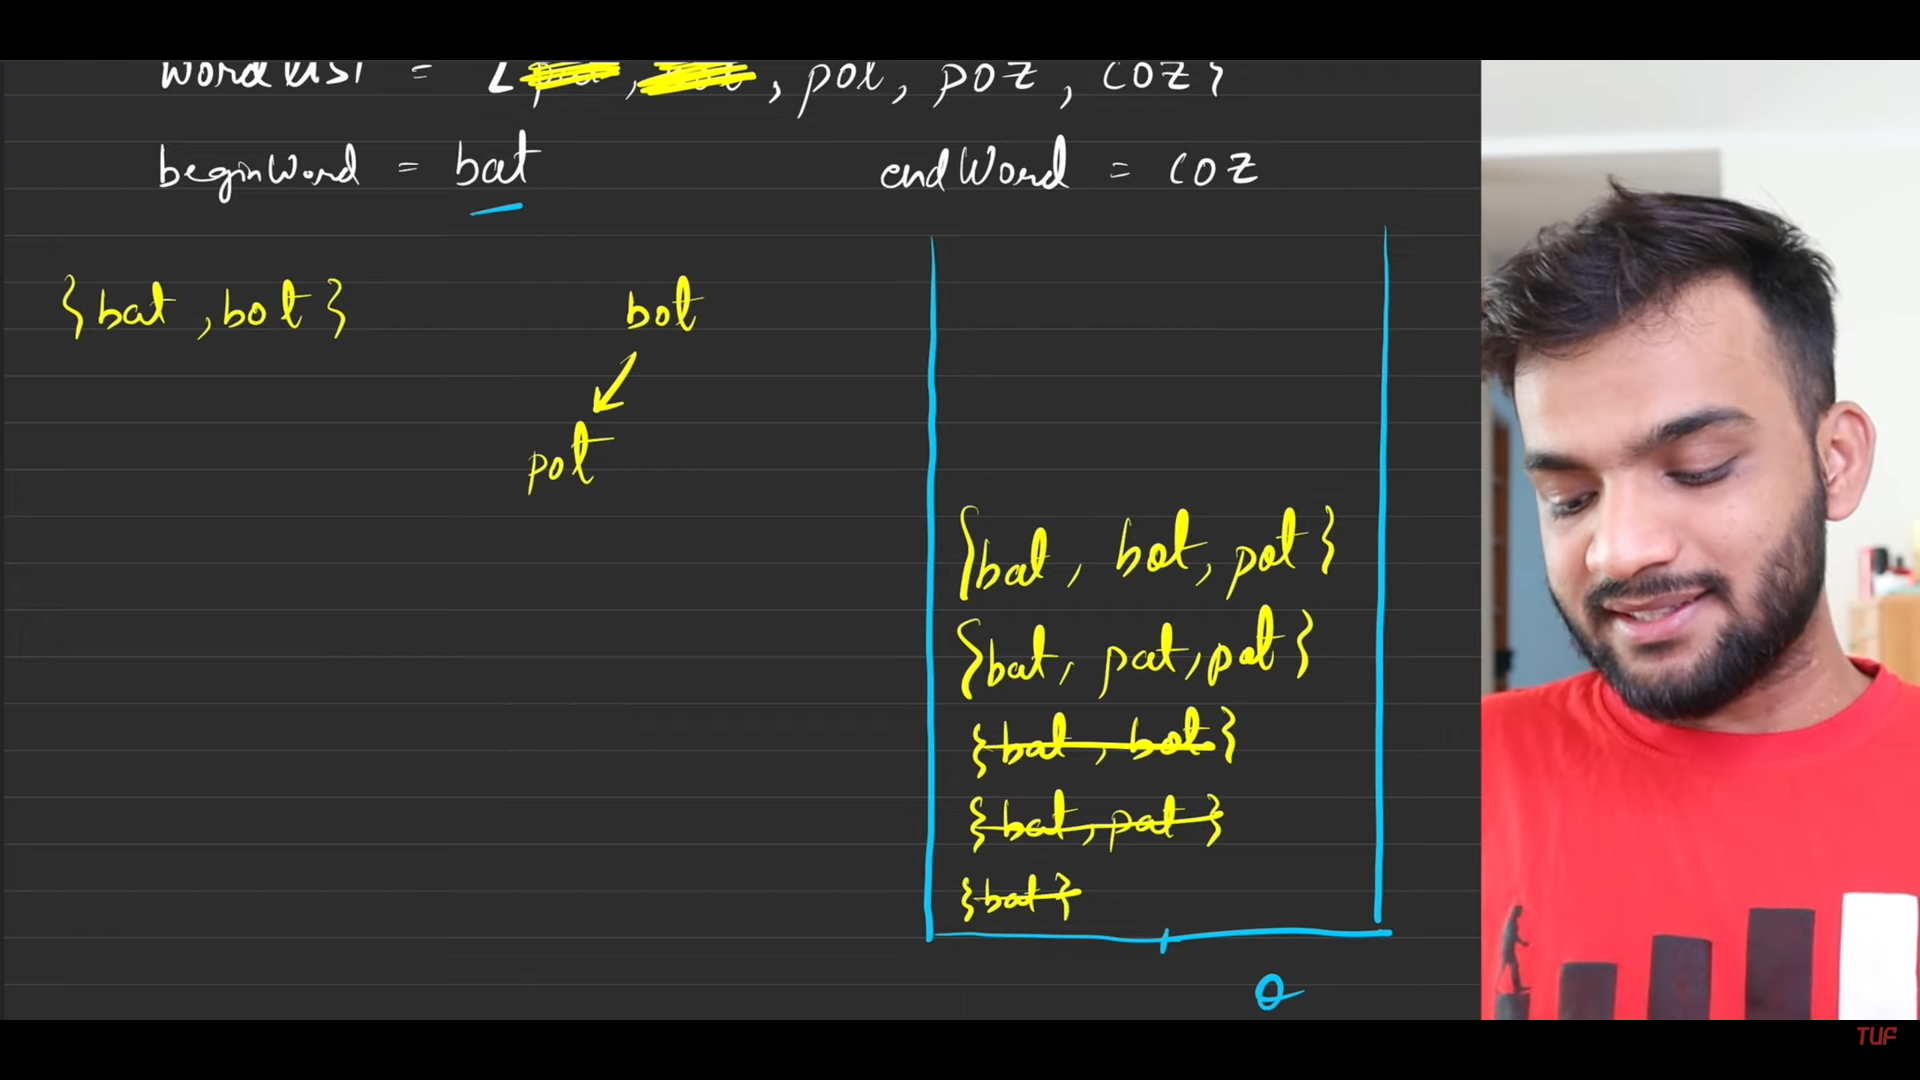 wordList = { , , pot, poz, coz}
beginWord = bat endWord = coz
{bat, bot} bot
pot
{bat, bot, pot}
{bat, pat, pot}
{bat, bot}
{bat, pat}
{bat}
Q
TUF